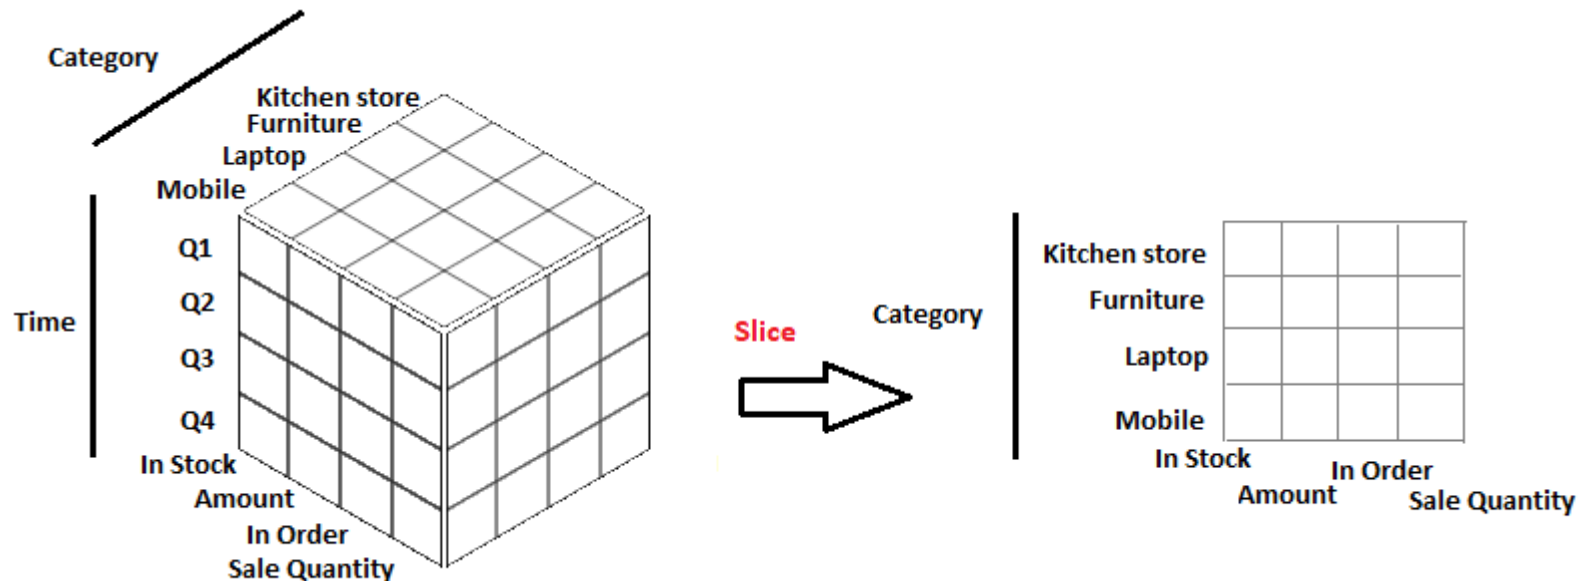 Category
Kitchen store
Furniture
Laptop
Mobile
Time
Q1
Q2
Q3
Q4
In Stock
Amount
In Order
Sale Quantity
Slice
Category
Kitchen store
Furniture
Laptop
Mobile
In Stock
Amount
In Order
Sale Quantity